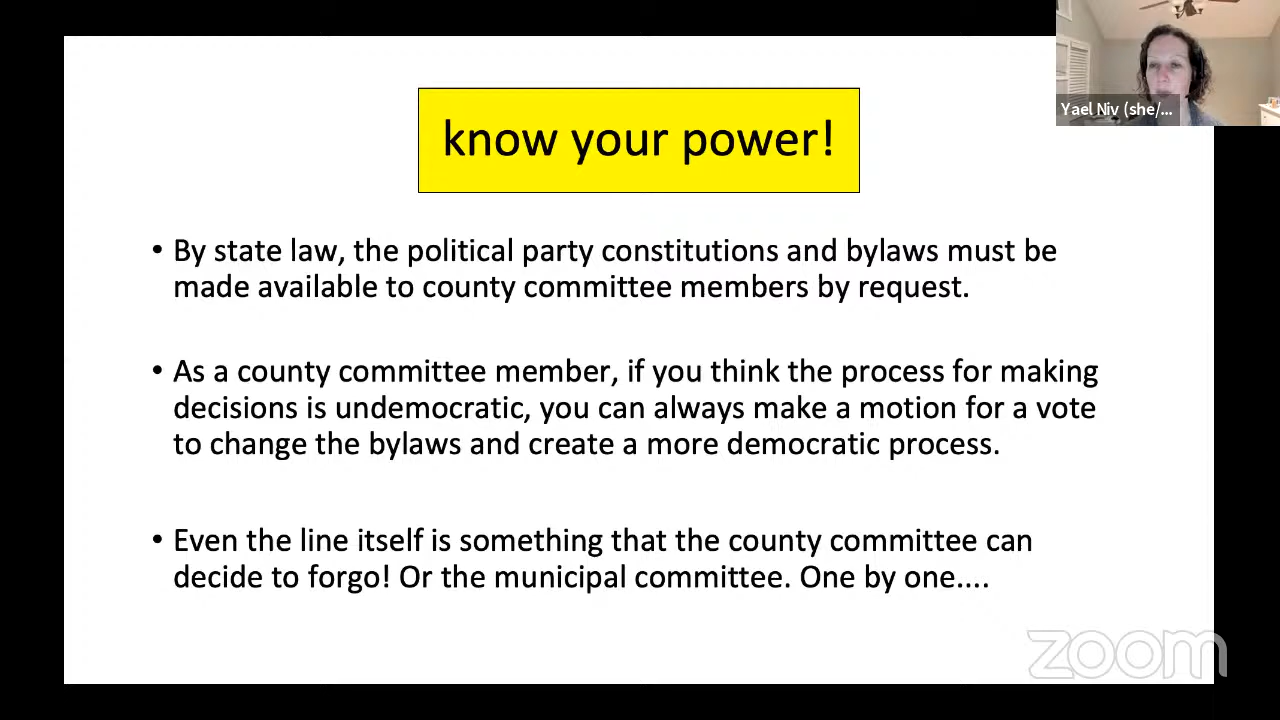 know your power!
Yael Niv (she/...
• By state law, the political party constitutions and bylaws must be
made available to county committee members by request.
• As a county committee member, if you think the process for making
decisions is undemocratic, you can always make a motion for a vote
to change the bylaws and create a more democratic process.
• Even the line itself is something that the county committee can
decide to forgo! Or the municipal committee. One by one....
zoom